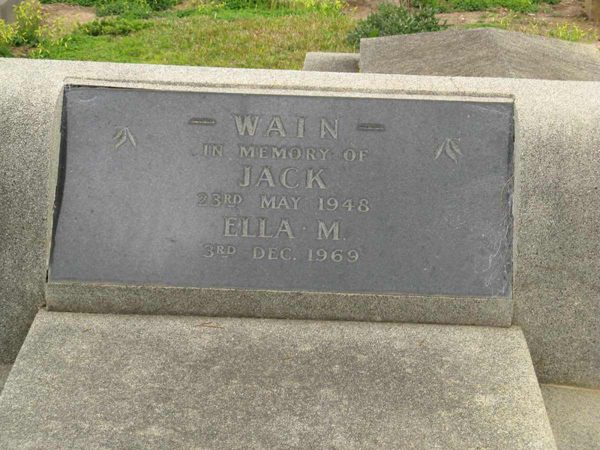 — WAIN —
IN MEMORY OF
JACK
23RD MAY 1948
ELLA M.
3RD DEC. 1969